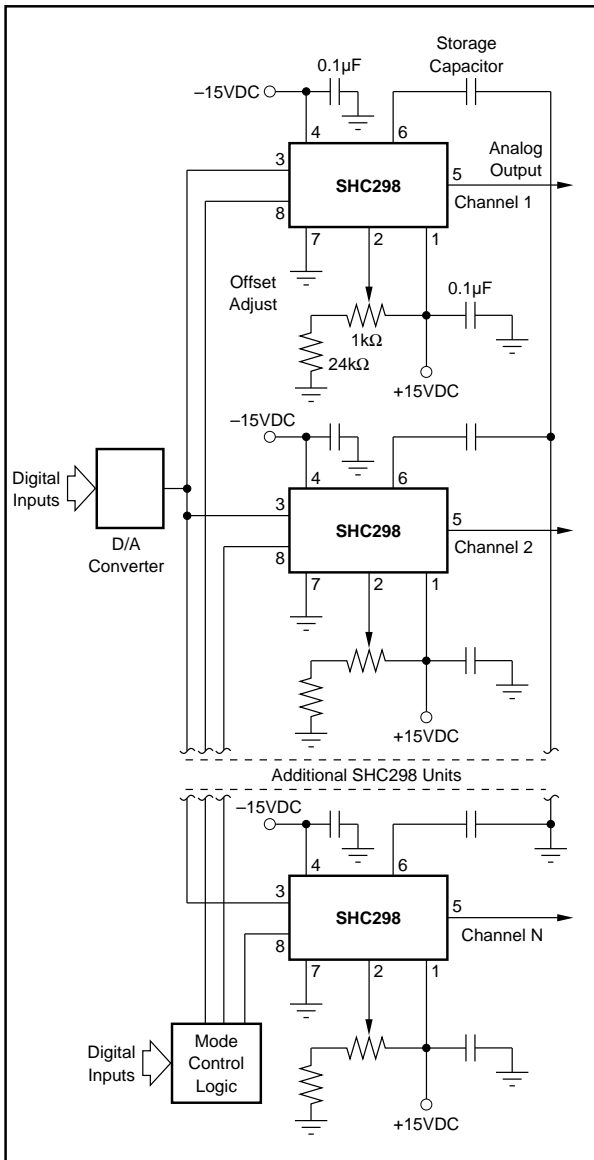 Storage
Capacitor
0.1µF
–15VDC
4
6
3
8
SHC298
5
Analog
Output
Channel 1
7
2
1
Offset
Adjust
0.1µF
1kΩ
24kΩ
+15VDC
–15VDC
4
6
Digital
Inputs
D/A
Converter
3
8
SHC298
5
Channel 2
7
2
1
+15VDC
Additional SHC298 Units
–15VDC
4
6
3
8
SHC298
5
Channel N
7
2
1
Digital
Inputs
Mode
Control
Logic
+15VDC